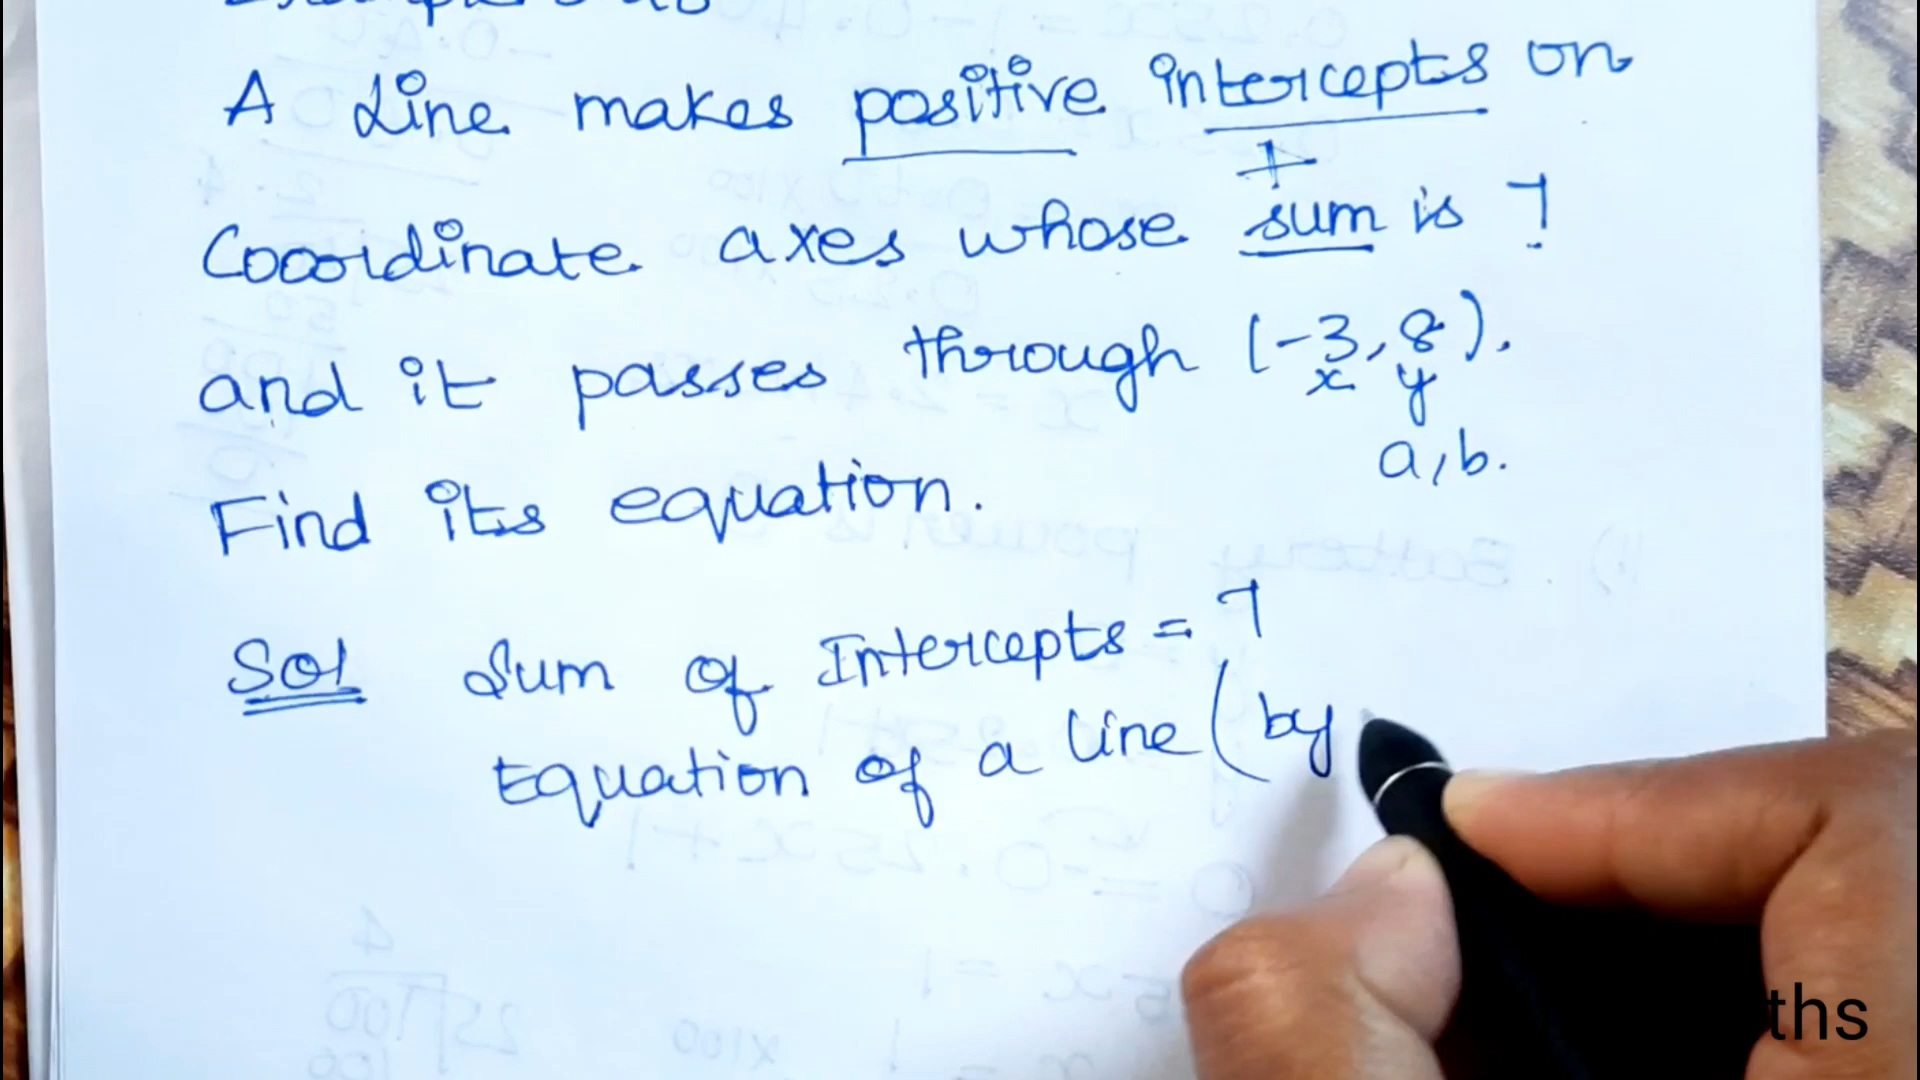 A Line makes positive intercepts on
+
Cooordinate axes whose sum is 7
and it passes through (-3, 8).
x y
a, b.
Find its equation.
Sol Sum of Intercepts = 7
Equation of a line (by
ths